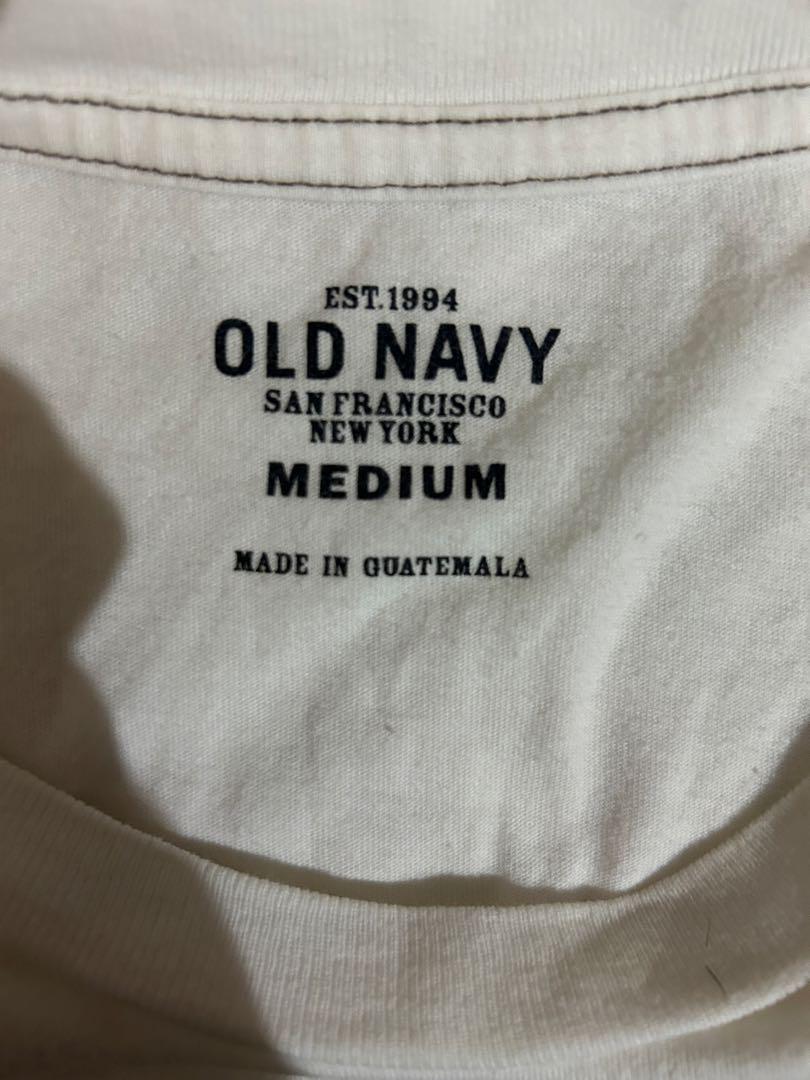 EST.1994
OLD NAVY
SAN FRANCISCO
NEW YORK
MEDIUM
MADE IN GUATEMALA